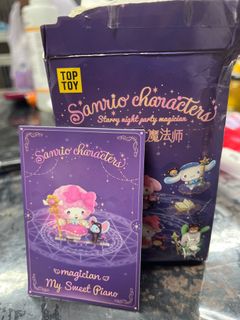 TOP
TOY
Sanrio characters
Starry night party magician
魔法师
Sanrio characters
magician
My Sweet Piano